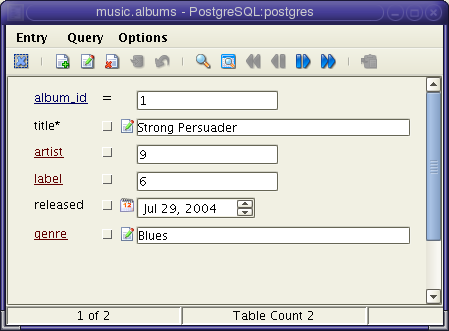 music.albums - PostgreSQL:postgres
Entry Query Options
album_id = 1
title* Strong Persuader
artist 9
label 6
released 12 Jul 29, 2004
genre Blues
1 of 2 Table Count 2